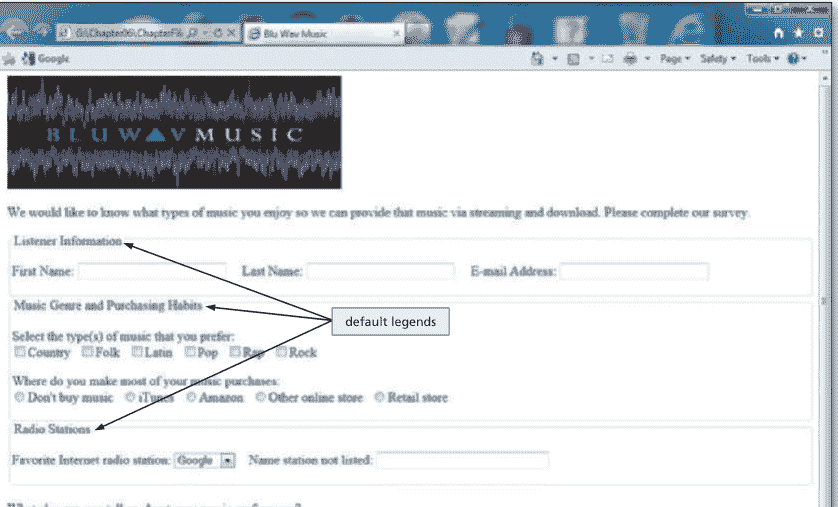 G:\Chapter06\ChapterFi
Blu Wav Music
Google
Page Safety Tools
BLUWAVMUSIC
We would like to know what types of music you enjoy so we can provide that music via streaming and download. Please complete our survey.
Listener Information
First Name: Last Name: E-mail Address:
Music Genre and Purchasing Habits
default legends
Select the type(s) of music that you prefer:
Country Folk Latin Pop Rap Rock
Where do you make most of your music purchases:
Don't buy music iTunes Amazon Other online store Retail store
Radio Stations
Favorite Internet radio station: Google Name station not listed: